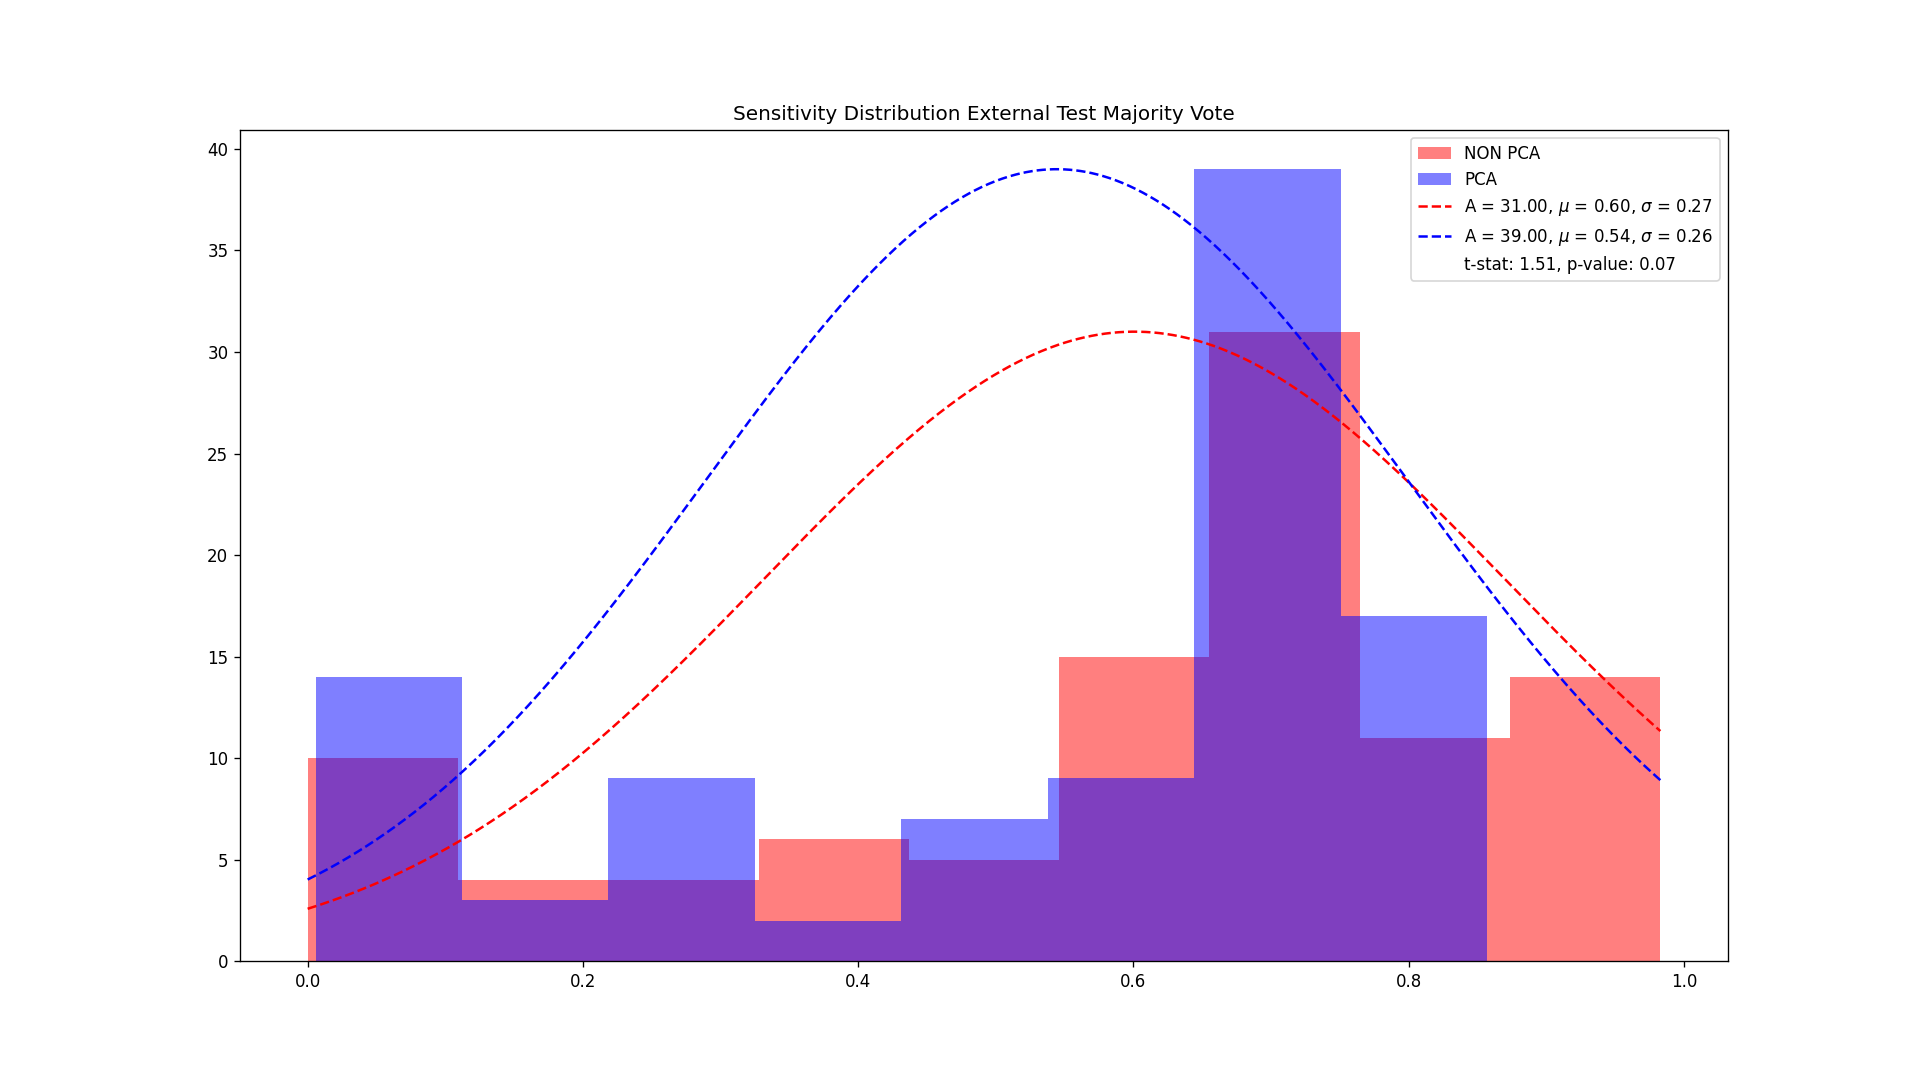 Sensitivity Distribution External Test Majority Vote
40
35
30
25
20
15
10
5
0
0.0 0.2 0.4 0.6 0.8 1.0
NON PCA
PCA
A = 31.00, μ = 0.60, σ = 0.27
A = 39.00, μ = 0.54, σ = 0.26
t-stat: 1.51, p-value: 0.07